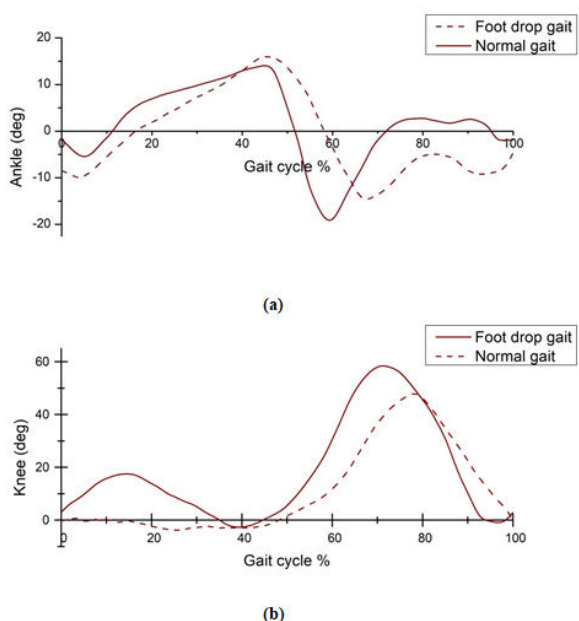 Foot drop gait
Normal gait
20
10
0
-10
-20
Ankle (deg)
20
40
60
80
100
Gait cycle %
(a)
Foot drop gait
Normal gait
60
40
20
0
Knee (deg)
0
20
40
60
80
100
Gait cycle %
(b)